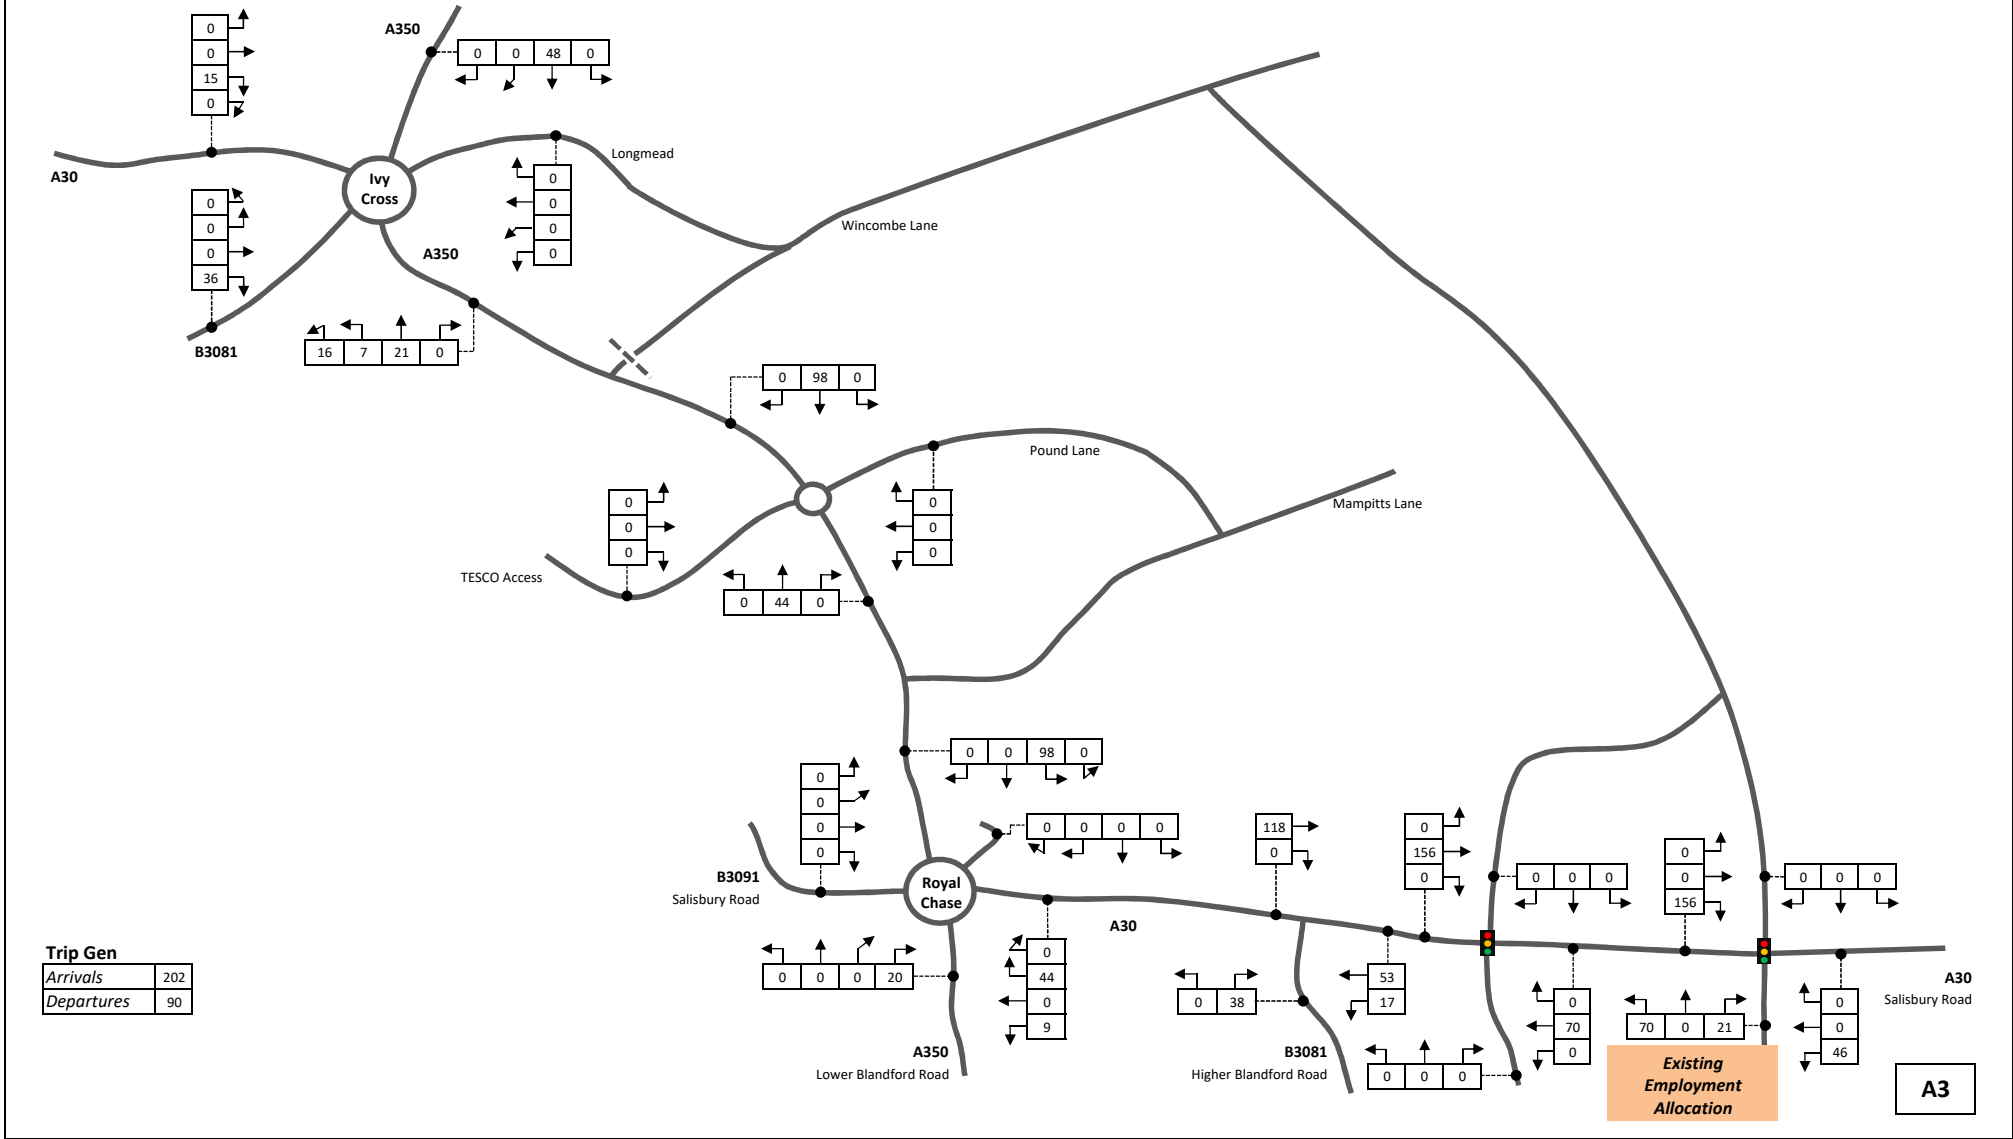 A350
0
0
15
0
0 0 48 0
Longmead
A30
Ivy
Cross
0
0
0
0
0
0
0
36
Wincombe Lane
A350
B3081
16 7 21 0
0 98 0
Pound Lane
Mampitts Lane
0
0
0
0
0
0
TESCO Access
0 44 0
0 0 98 0
0
0
0
0
0 0 0 0
118
0
0
156
0
0
0
156
0 0 0
0 0 0
B3091
Salisbury Road
Royal
Chase
A30
0
44
0
9
0 0 0 20
53
17
0 38
0
70
0
70 0 21
0
0
46
A30
Salisbury Road
Trip Gen
Arrivals 202
Departures 90
A350
Lower Blandford Road
B3081
Higher Blandford Road
0 0 0
Existing
Employment
Allocation
A3